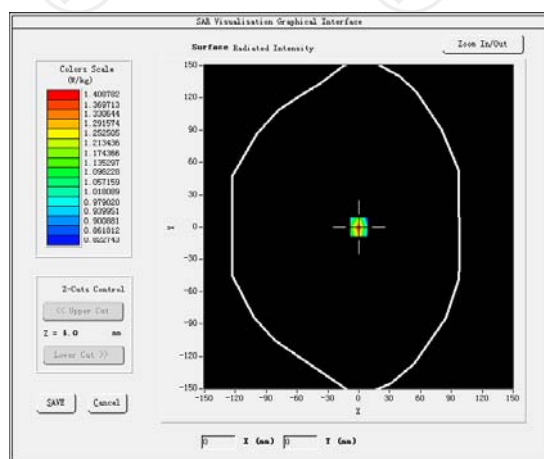 SAR Visualisation Graphical Interface
Surface Radiated Intensity
Zoom In/Out
Colors Scale
(W/kg)
1.408782
1.369713
1.330644
1.291574
1.252505
1.213436
1.174366
1.135297
1.096228
1.057159
1.018089
0.979020
0.939951
0.900881
0.861812
0.822743
150
120
90
60
30
0
-30
-60
-90
-120
-150
Y
-150 -120 -90 -60 -30 0 30 60 90 120 150
X
Z-Cuts Control
<< Upper Cut
Z = 4.0 mm
Lower Cut >>
SAVE Cancel
0 X (mm) 0 Y (mm)